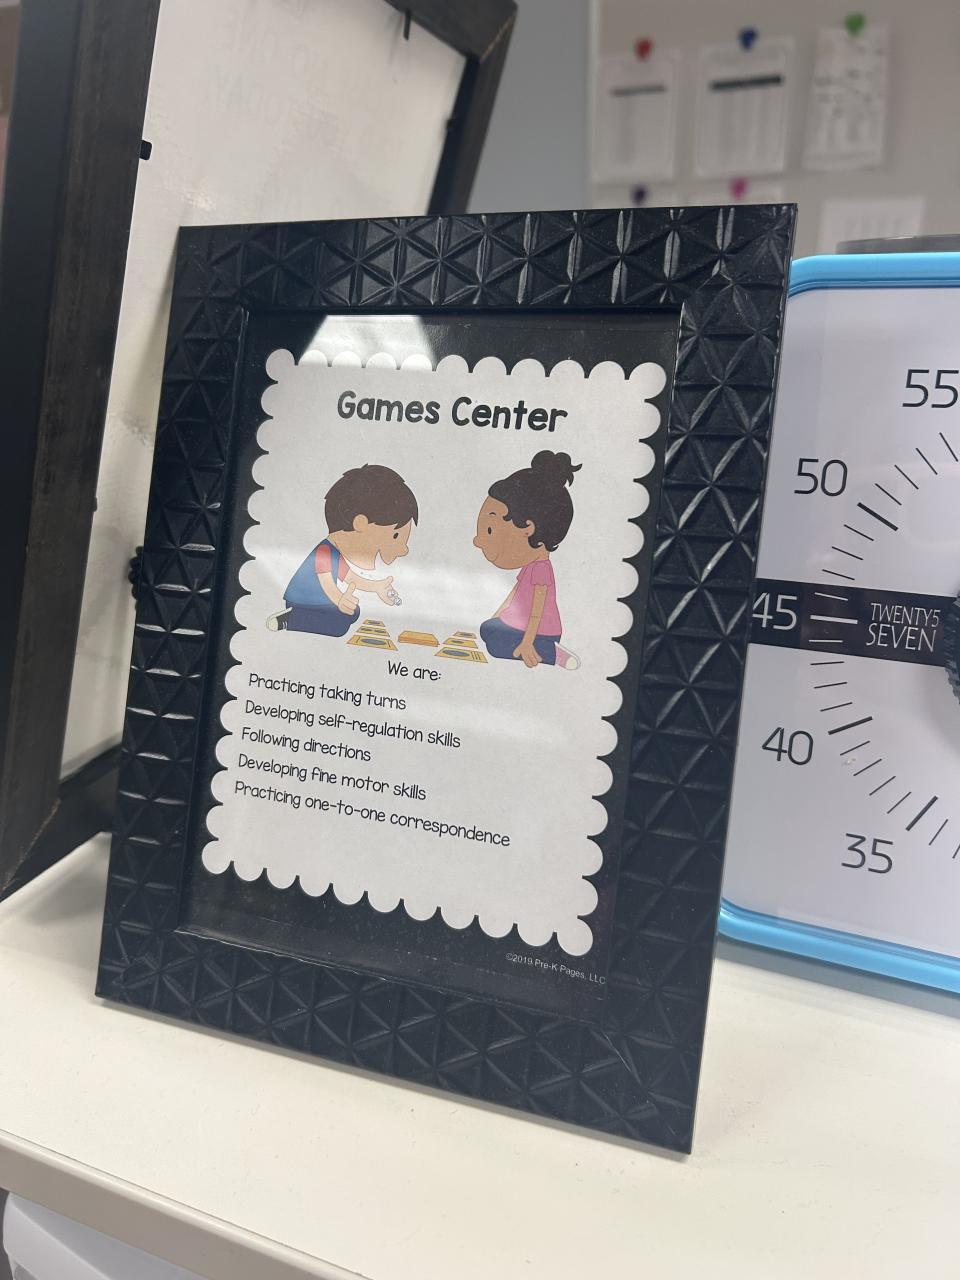 Games Center
We are:
Practicing taking turns
Developing self-regulation skills
Following directions
Developing fine motor skills
Practicing one-to-one correspondence
©2019 Pre-K Pages, LLC
55
50
45
TWENTY5
SEVEN
40
35